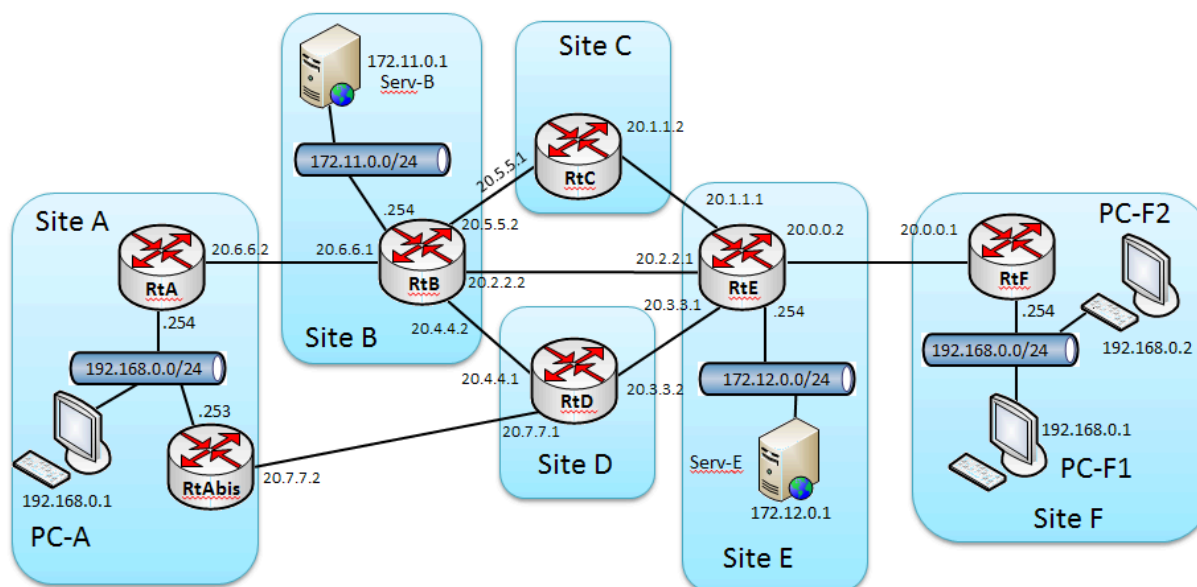 Site A
RtA
20.6.6.2
.254
192.168.0.0/24
.253
192.168.0.1
PC-A
RtAbis
20.7.7.2
172.11.0.1
Serv-B
172.11.0.0/24
.254
20.6.6.1
RtB
20.5.5.2
20.2.2.2
20.4.4.2
Site B
Site C
20.5.5.1
RtC
20.1.1.2
20.4.4.1
RtD
20.3.3.2
20.7.7.1
Site D
20.1.1.1
20.0.0.2
20.2.2.1
RtE
20.3.3.1
.254
172.12.0.0/24
Serv-E
172.12.0.1
Site E
20.0.0.1
RtF
PC-F2
.254
192.168.0.0/24
192.168.0.2
192.168.0.1
PC-F1
Site F